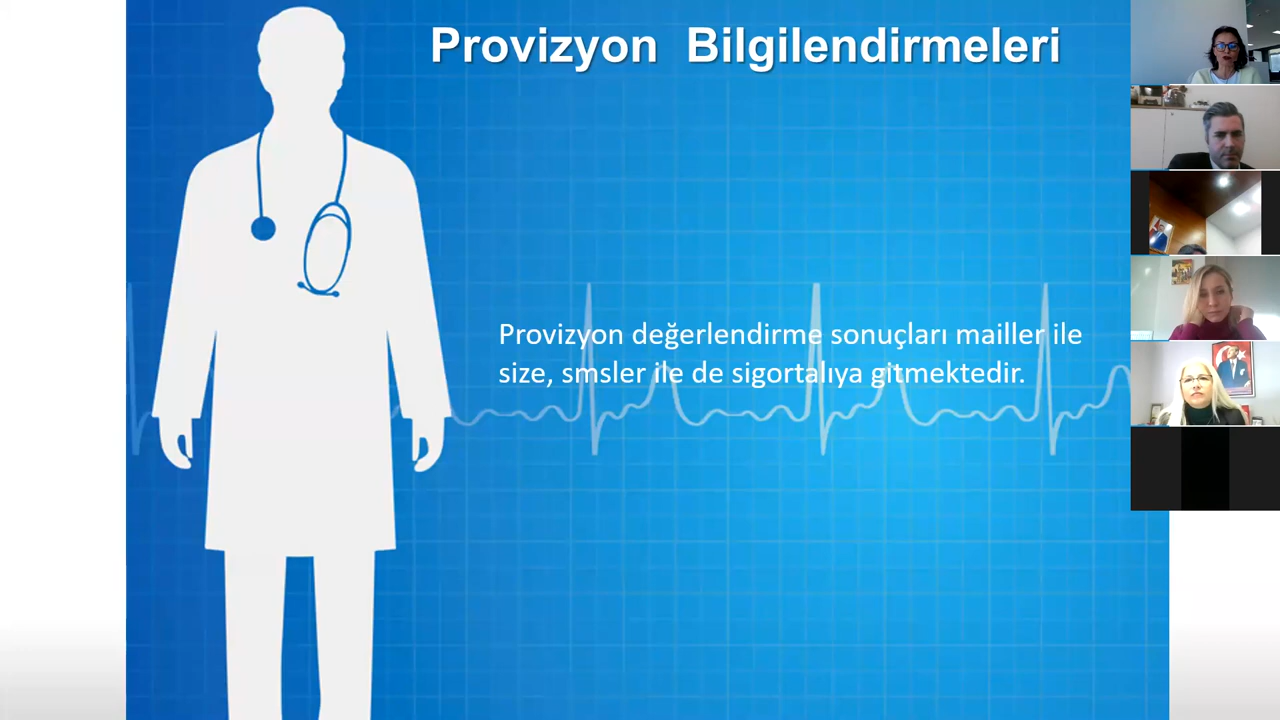 Provizyon Bilgilendirmeleri
Provizyon değerlendirme sonuçları mailler ile
size, smsler ile de sigortalıya gitmektedir.